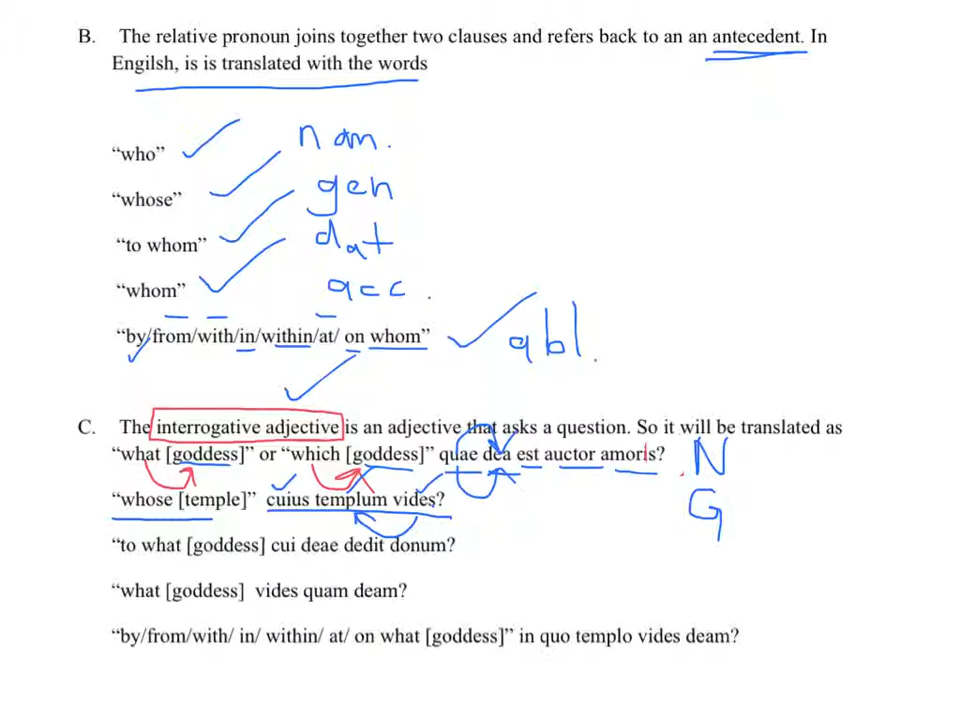 B. The relative pronoun joins together two clauses and refers back to an an antecedent. In
Engilsh, is is translated with the words
“who” nom.
“whose” gen
“to whom” dat
“whom” acc.
“by/from/with/in/within/at/ on whom” abl.
C. The interrogative adjective is an adjective that asks a question. So it will be translated as
“what [goddess]” or “which [goddess]” quae dea est auctor amoris? N
“whose [temple]” cuius templum vides? G
“to what [goddess] cui deae dedit donum?
“what [goddess] vides quam deam?
“by/from/with/ in/ within/ at/ on what [goddess]” in quo templo vides deam?